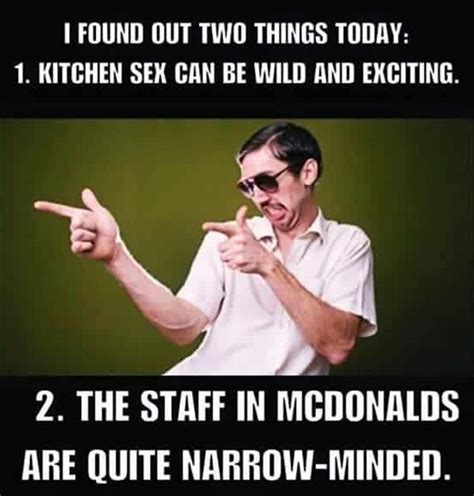 I FOUND OUT TWO THINGS TODAY:
1. KITCHEN SEX CAN BE WILD AND EXCITING.
2. THE STAFF IN MCDONALDS
ARE QUITE NARROW-MINDED.